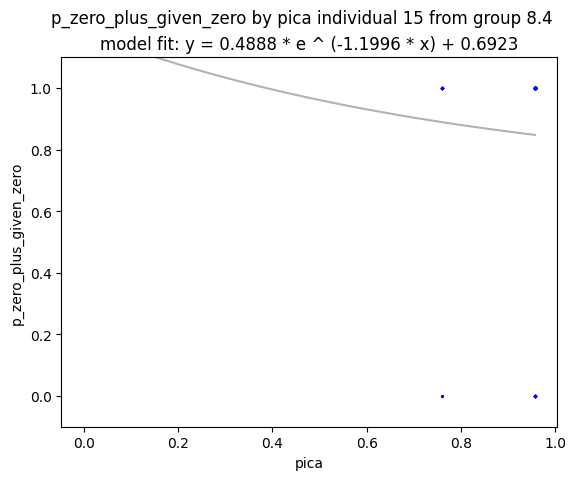 p_zero_plus_given_zero by pica individual 15 from group 8.4
model fit: y = 0.4888 * e ^ (-1.1996 * x) + 0.6923
1.0
0.8
0.6
0.4
0.2
0.0
p_zero_plus_given_zero
0.0 0.2 0.4 0.6 0.8 1.0
pica